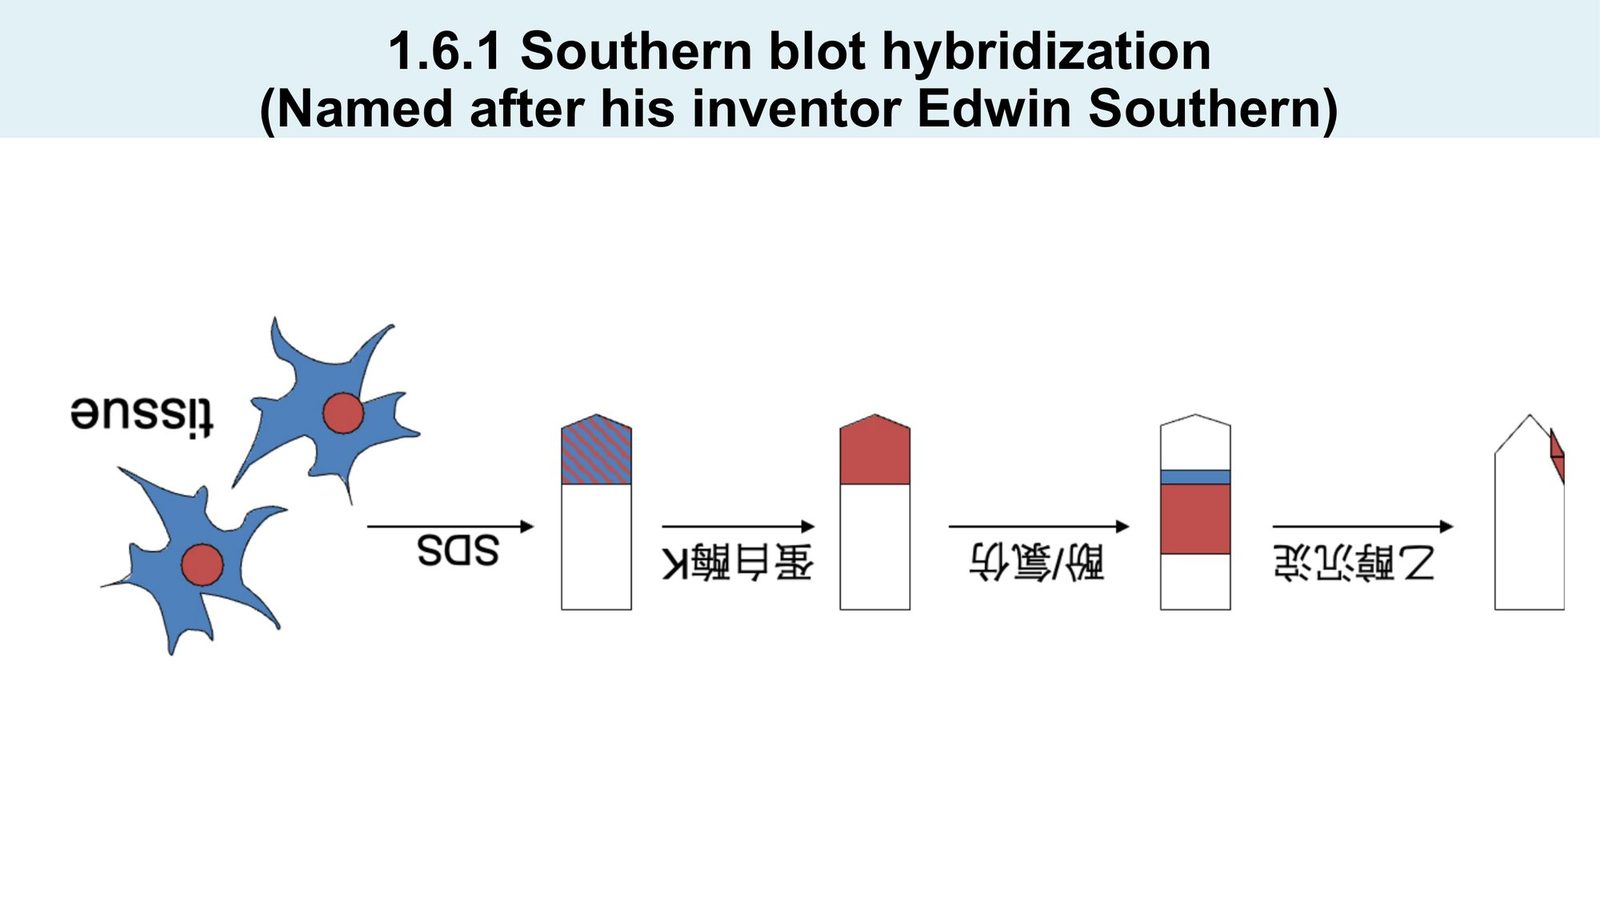 1.6.1 Southern blot hybridization
(Named after his inventor Edwin Southern)
tissue
SDS
蛋白酶K
酚/氯仿
乙醇沉淀